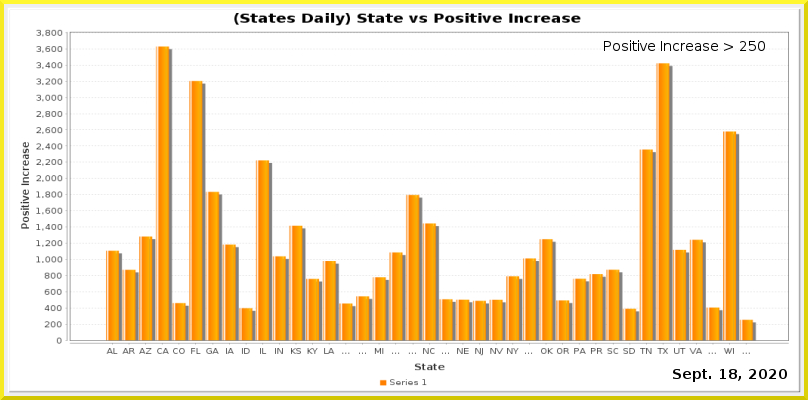 (States Daily) State vs Positive Increase
Positive Increase > 250
Positive Increase
3,800
3,600
3,400
3,200
3,000
2,800
2,600
2,400
2,200
2,000
1,800
1,600
1,400
1,200
1,000
800
600
400
200
0
AL AR AZ CA CO FL GA IA ID IL IN KS KY LA ... ... MI ... ... NC ... NE NJ NV NY ... OK OR PA PR SC SD TN TX UT VA ... WI ...
State
Series 1
Sept. 18, 2020